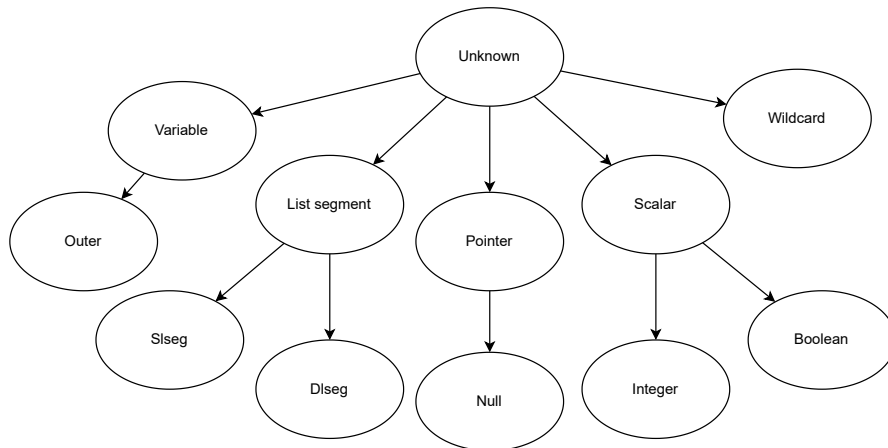 Unknown
Variable
Wildcard
List segment
Scalar
Outer
Pointer
Slseg
Boolean
Dlseg
Null
Integer